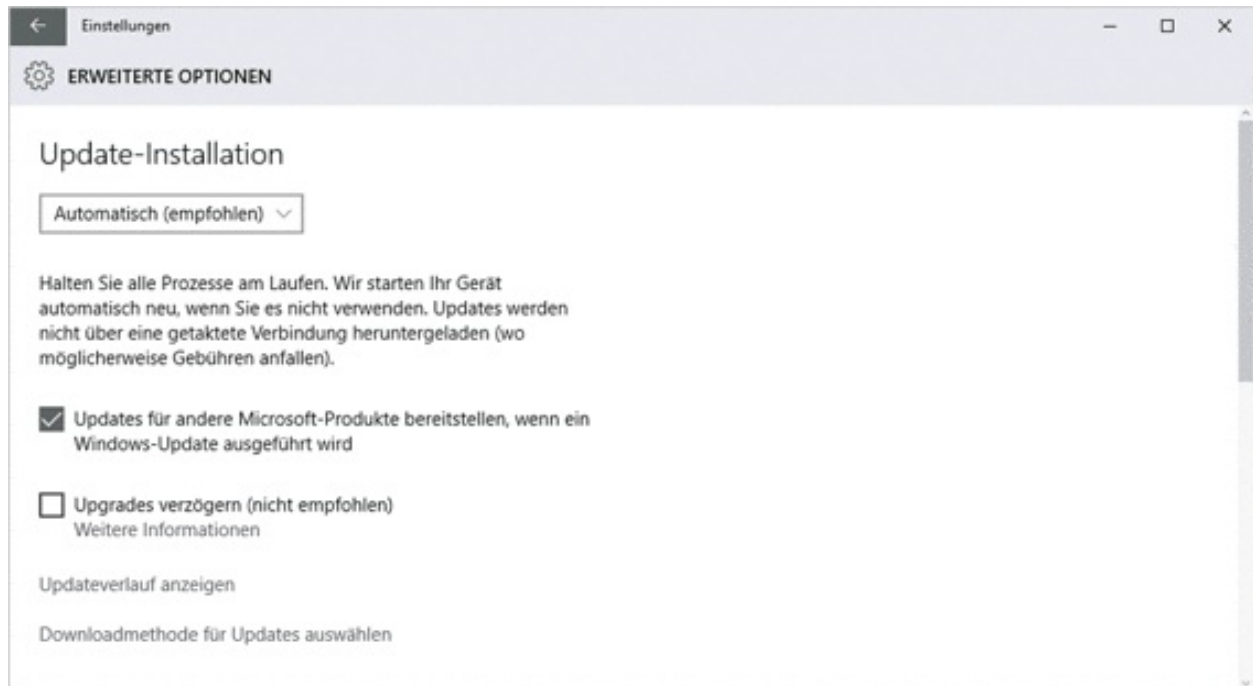 Einstellungen
ERWEITERTE OPTIONEN
Update-Installation
Automatisch (empfohlen)
Halten Sie alle Prozesse am Laufen. Wir starten Ihr Gerät
automatisch neu, wenn Sie es nicht verwenden. Updates werden
nicht über eine getaktete Verbindung heruntergeladen (wo
möglicherweise Gebühren anfallen).
Updates für andere Microsoft-Produkte bereitstellen, wenn ein
Windows-Update ausgeführt wird
Upgrades verzögern (nicht empfohlen)
Weitere Informationen
Updateverlauf anzeigen
Downloadmethode für Updates auswählen